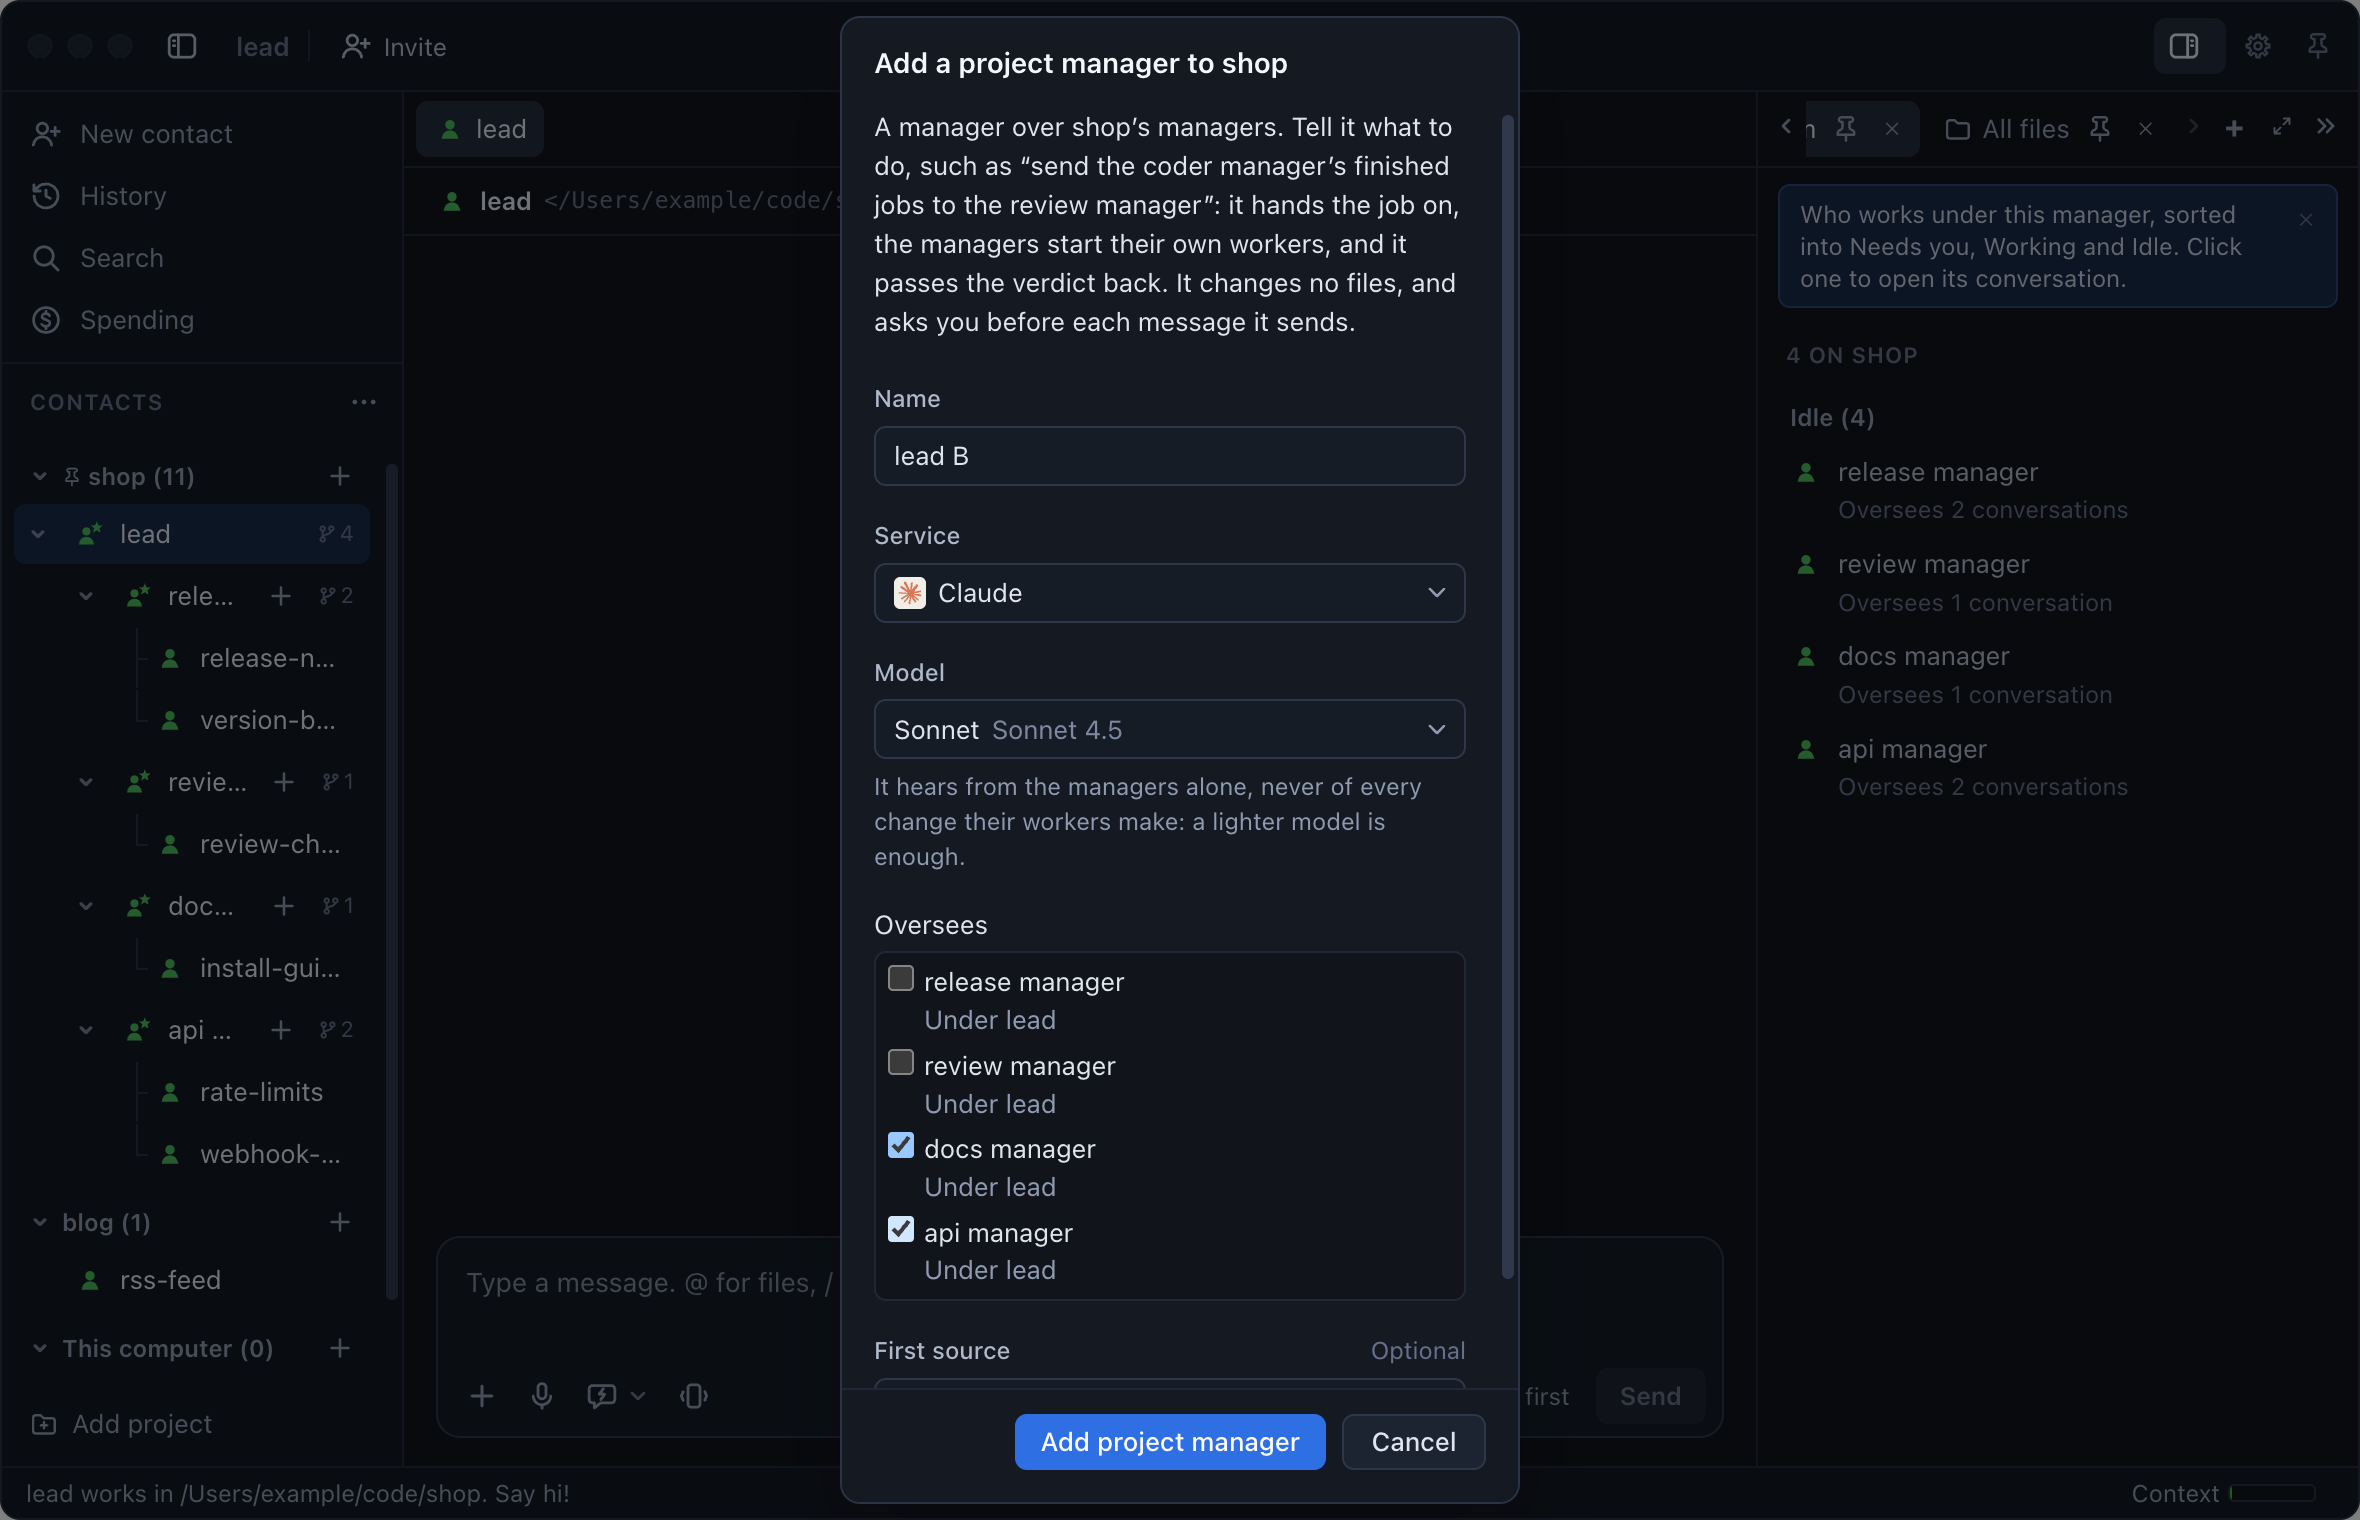 lead
Invite
New contact
History
Search
Spending
CONTACTS
shop (11)
lead
4
rele...
2
release-n...
version-b...
revie...
1
review-ch...
doc...
1
install-gui...
api ...
2
rate-limits
webhook-...
blog (1)
rss-feed
This computer (0)
Add project
lead works in /Users/example/code/shop. Say hi!
lead
lead </Users/example/code/
Type a message. @ for files, /
first
Send
Add a project manager to shop
A manager over shop’s managers. Tell it what to
do, such as “send the coder manager’s finished
jobs to the review manager”: it hands the job on,
the managers start their own workers, and it
passes the verdict back. It changes no files, and
asks you before each message it sends.
Name
lead B
Service
Claude
Model
Sonnet Sonnet 4.5
It hears from the managers alone, never of every
change their workers make: a lighter model is
enough.
Oversees
release manager
Under lead
review manager
Under lead
docs manager
Under lead
api manager
Under lead
First source
Optional
Add project manager
Cancel
All files
Who works under this manager, sorted
into Needs you, Working and Idle. Click
one to open its conversation.
4 ON SHOP
Idle (4)
release manager
Oversees 2 conversations
review manager
Oversees 1 conversation
docs manager
Oversees 1 conversation
api manager
Oversees 2 conversations
Context